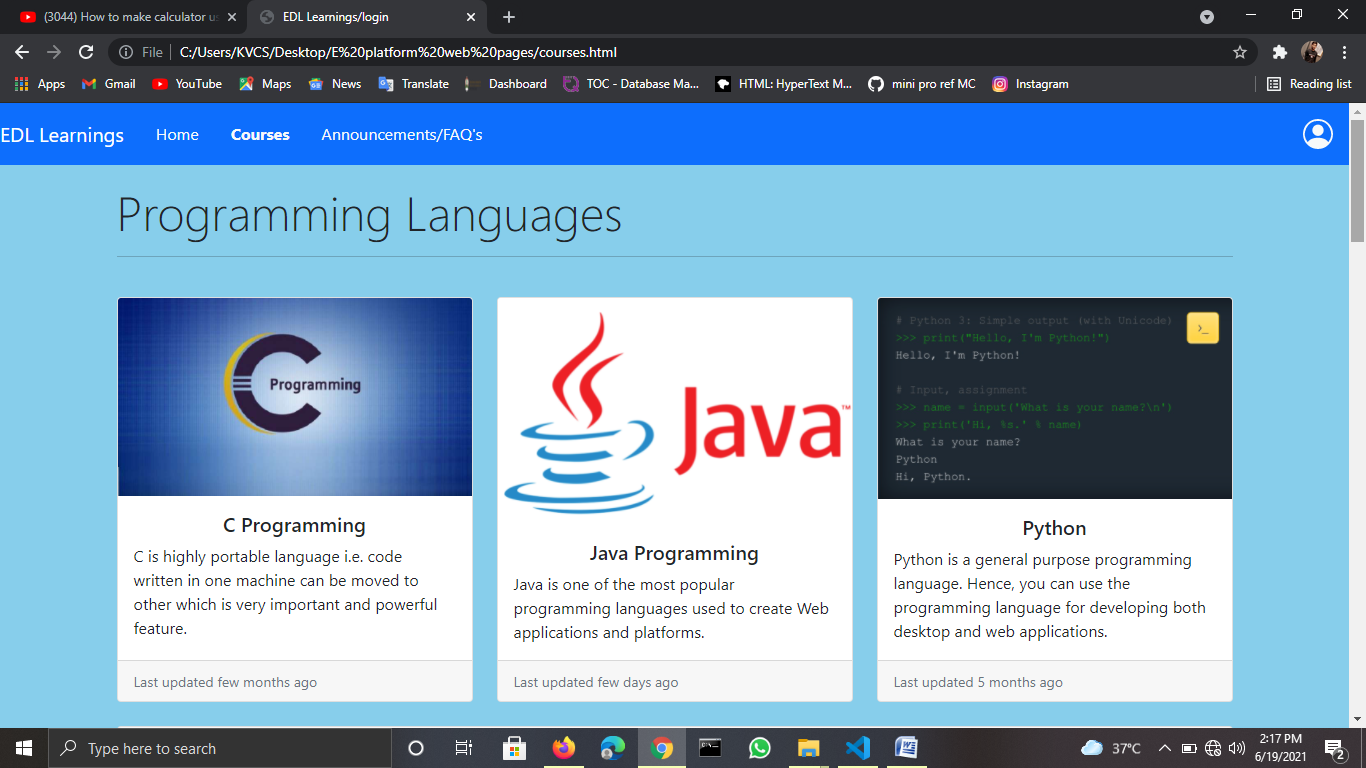 (3044) How to make calculator us
EDL Learnings/login
File
C:/Users/KVCS/Desktop/E%20platform%20web%20pages/courses.html
Apps
Gmail
YouTube
Maps
News
Translate
Dashboard
TOC - Database Ma...
HTML: HyperText M...
mini pro ref MC
Instagram
Reading list
EDL Learnings
Home
Courses
Announcements/FAQ's
Programming Languages
Programming
C Programming
C is highly portable language i.e. code
written in one machine can be moved to
other which is very important and powerful
feature.
Last updated few months ago
Java™
Java Programming
Java is one of the most popular
programming languages used to create Web
applications and platforms.
Last updated few days ago
# Python 3: Simple output (with Unicode)
>>> print("Hello, I'm Python!")
Hello, I'm Python!
# Input, assignment
>>> name = input('What is your name?\n')
>>> print('Hi, %s.' % name)
What is your name?
Python
Hi, Python.
>_
Python
Python is a general purpose programming
language. Hence, you can use the
programming language for developing both
desktop and web applications.
Last updated 5 months ago
Type here to search
37°C
2:17 PM
6/19/2021
2